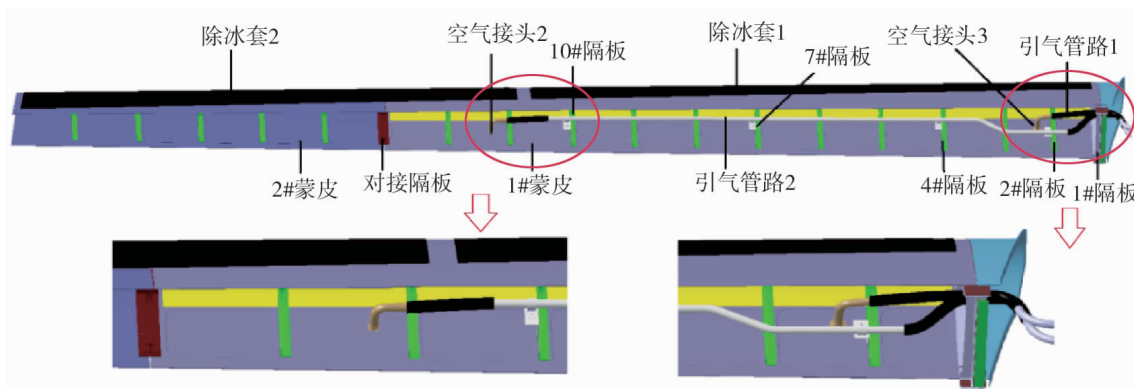 除冰套2
空气接头2
10#隔板
除冰套1
7#隔板
空气接头3
引气管路1
2#蒙皮
对接隔板
1#蒙皮
引气管路2
4#隔板
2#隔板
1#隔板